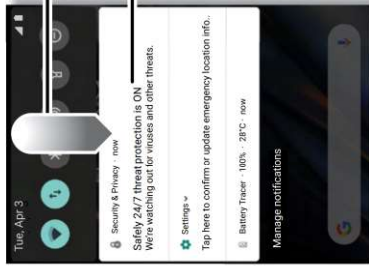 Tue, Apr 3
Security & Privacy · now
Safely 24/7 threat protection is ON
We're watching out for viruses and other threats.
Settings
Tap here to confirm or update emergency location info..
Battery Tracer · 100% · 28°C · now
Manage notifications
G